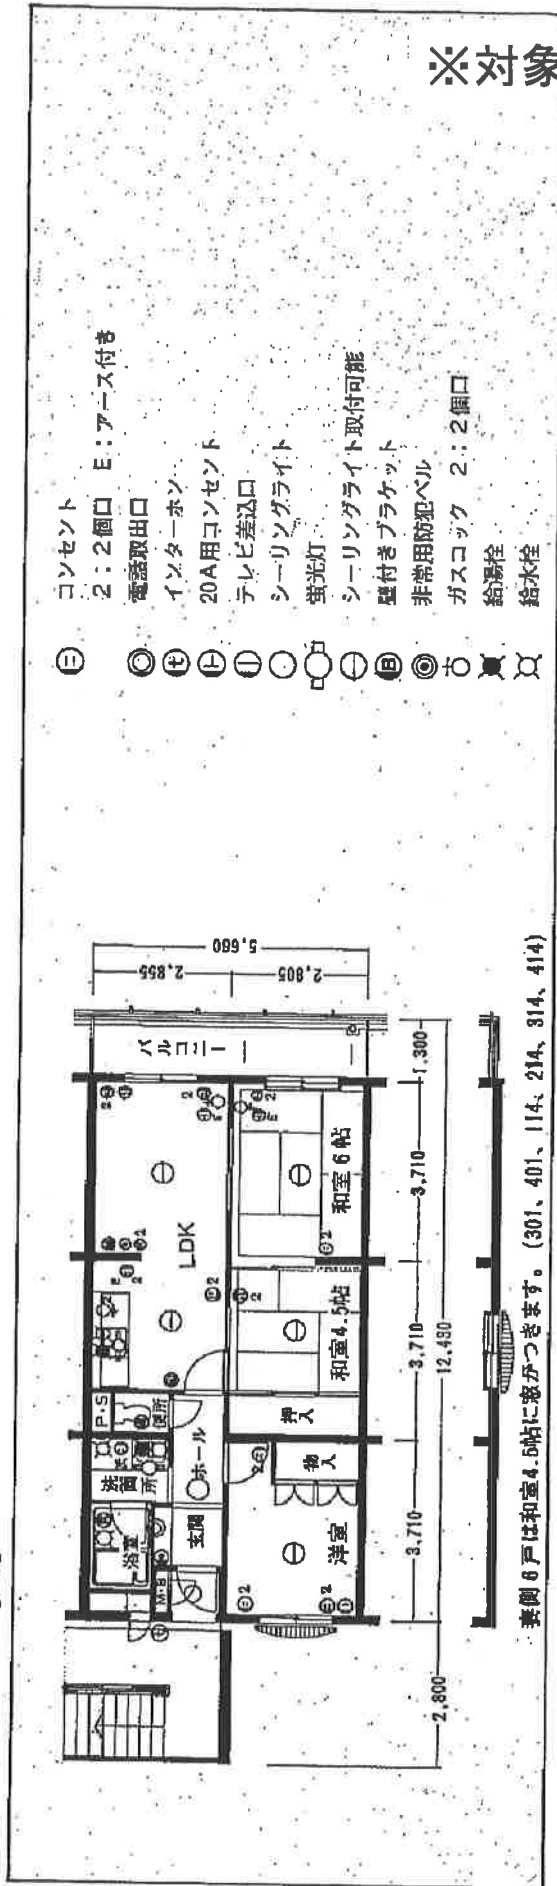 ※対象
コンセント
2：2個口 E：アース付き
電話取出口
インターホン
20A用コンセント
テレビ差込口
シーリングライト
蛍光灯
シーリングライト取付可能
壁付きブラケット
非常用防犯ベル
ガスコック 2：2個口
給湯栓
給水栓
バルコニー
LDK
和室6帖
和室4.5帖
押入
物入
洋室
P・S
便所
洗面所
浴室
ホール
玄関
M・B
5,660
2,855
2,805
1,300
3,710
3,710
3,710
12,430
2,800
妻側6戸は和室4.5帖に窓がつきます。(301、401、114、214、314、414)